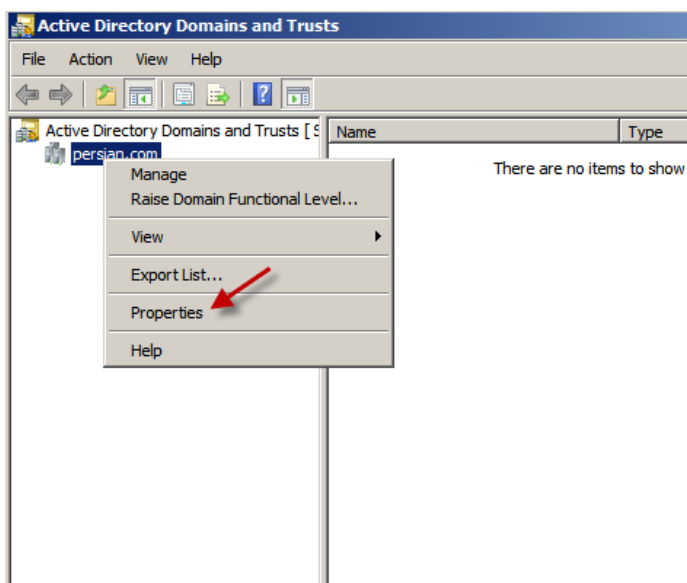 Active Directory Domains and Trusts
File Action View Help
Active Directory Domains and Trusts [ S
Name Type
persian.com
There are no items to show
Manage
Raise Domain Functional Level...
View
Export List...
Properties
Help